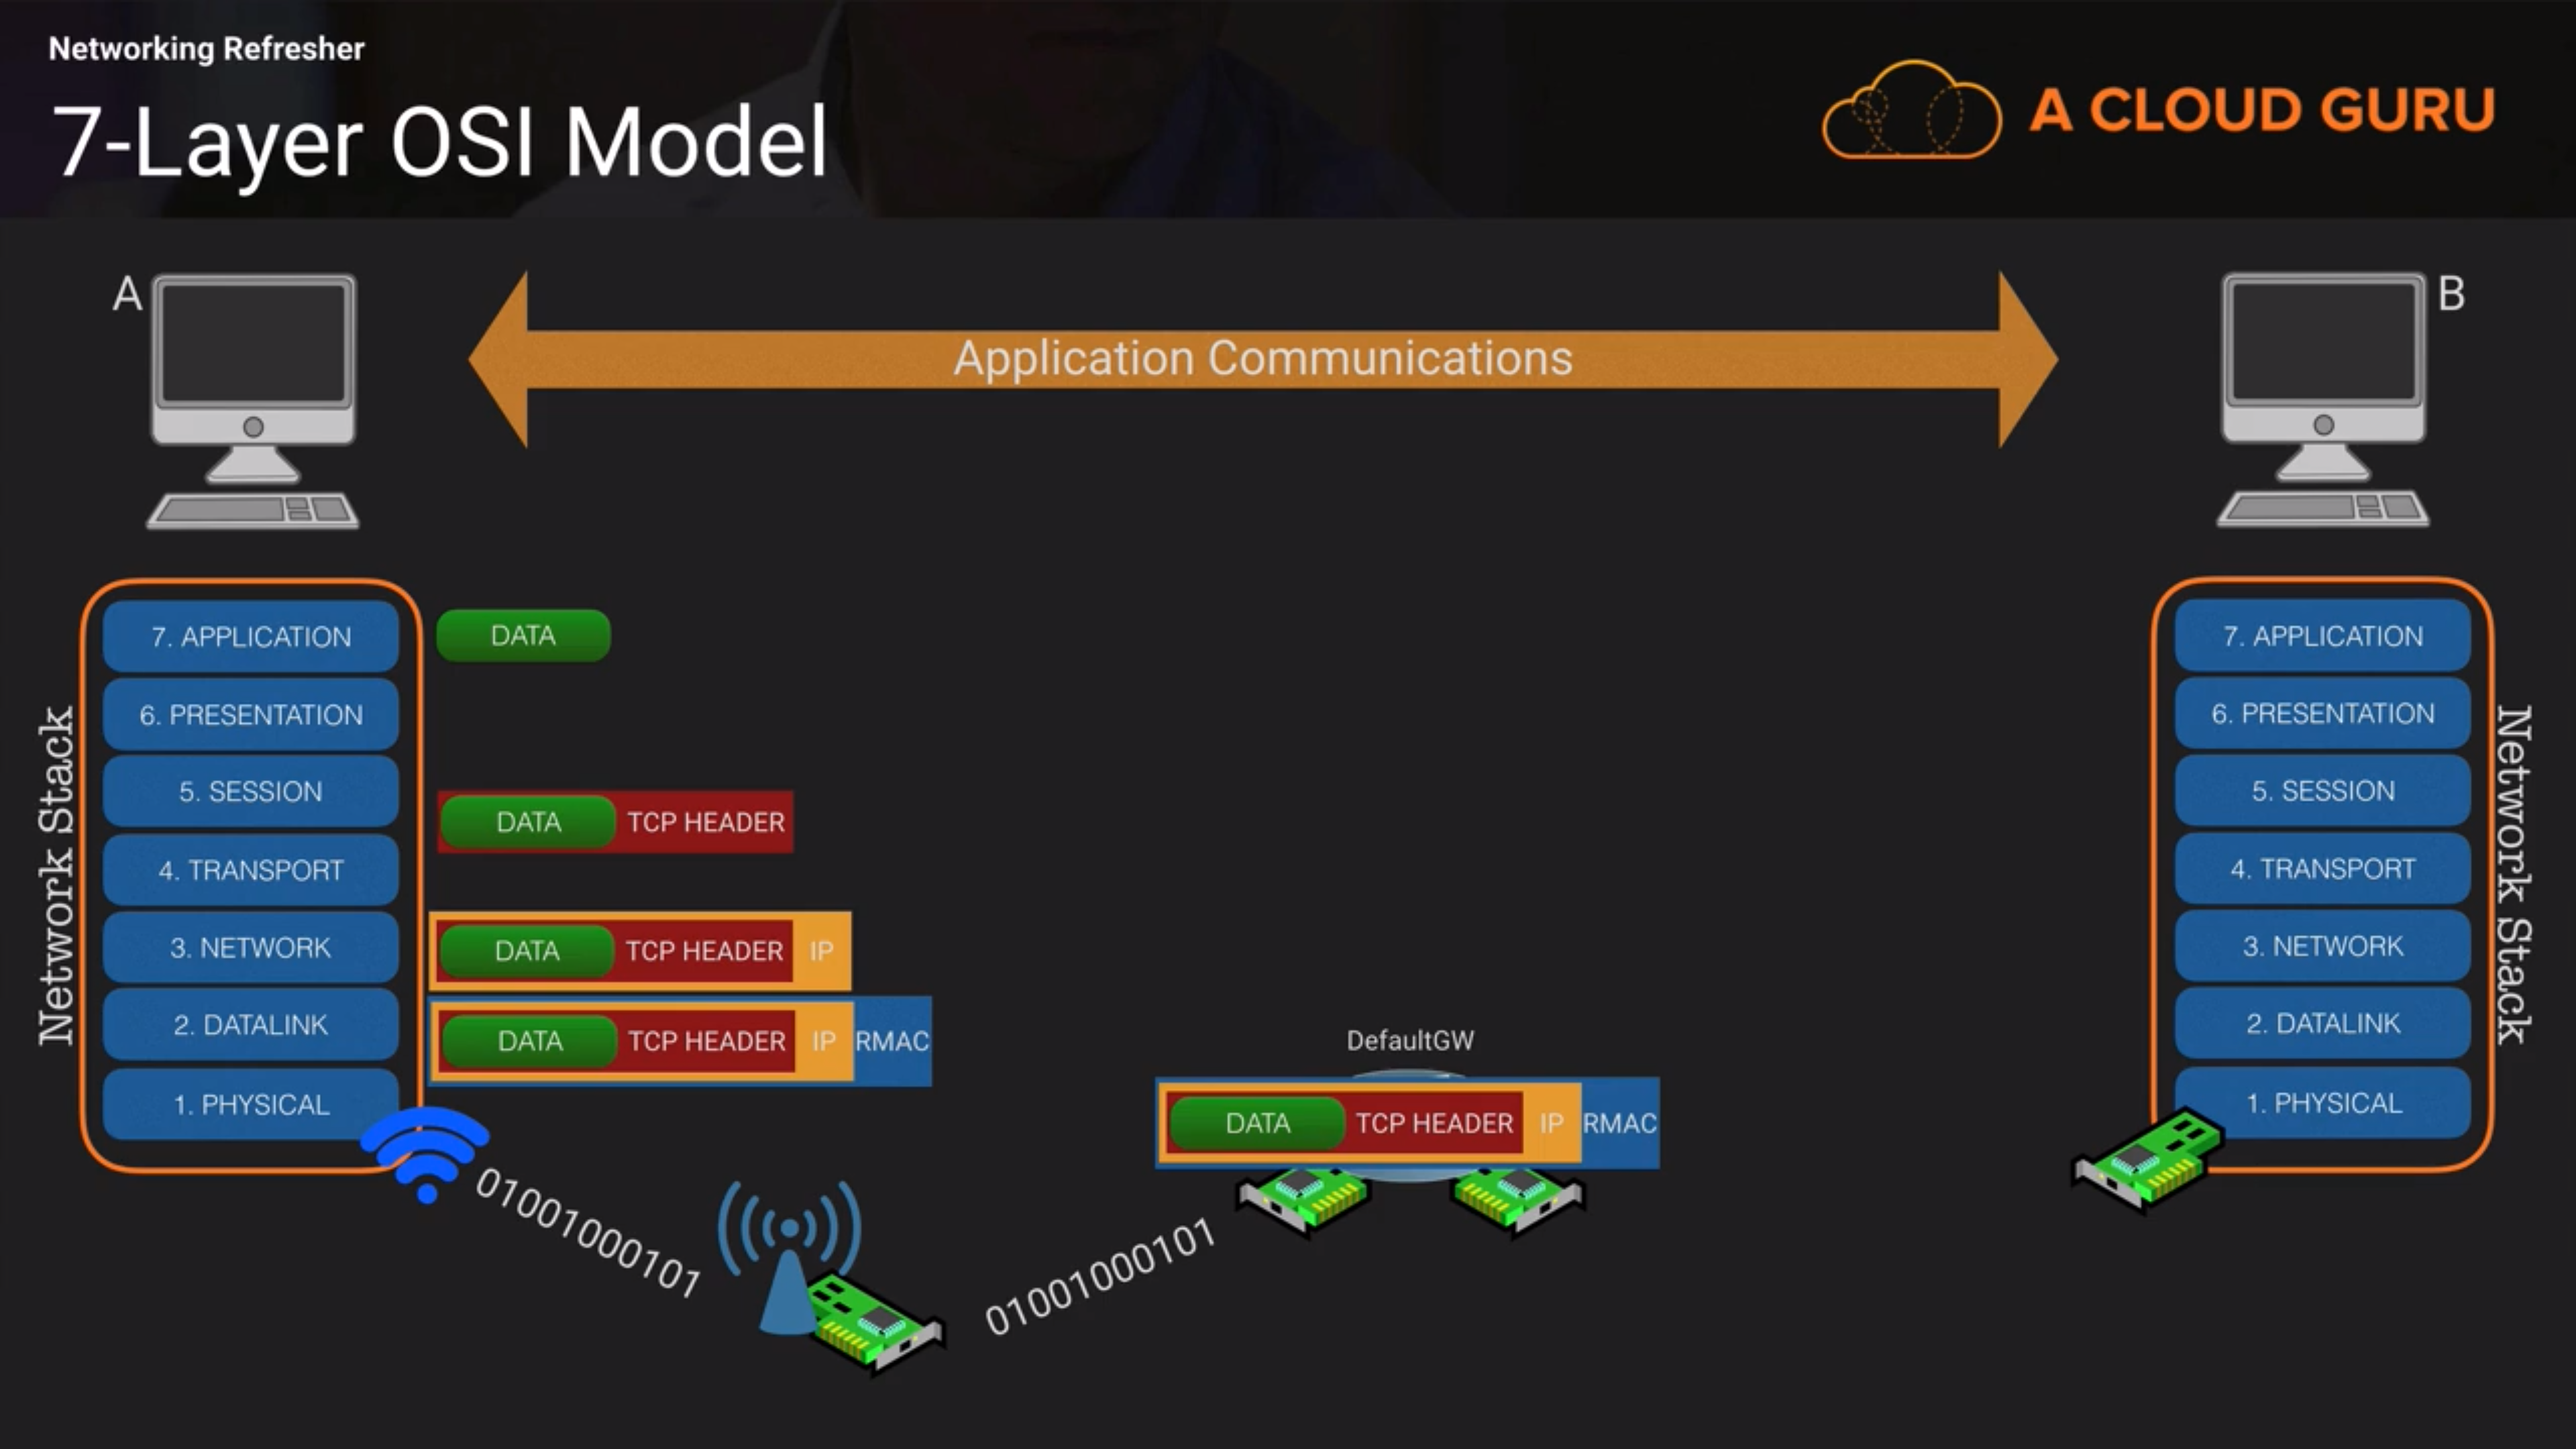 Networking Refresher
7-Layer OSI Model
A CLOUD GURU
A
Application Communications
B
Network Stack
7. APPLICATION
6. PRESENTATION
5. SESSION
4. TRANSPORT
3. NETWORK
2. DATALINK
1. PHYSICAL
DATA
DATA TCP HEADER
DATA TCP HEADER IP
DATA TCP HEADER IP RMAC
01001000101
01001000101
DefaultGW
DATA TCP HEADER IP RMAC
7. APPLICATION
6. PRESENTATION
5. SESSION
4. TRANSPORT
3. NETWORK
2. DATALINK
1. PHYSICAL
Network Stack